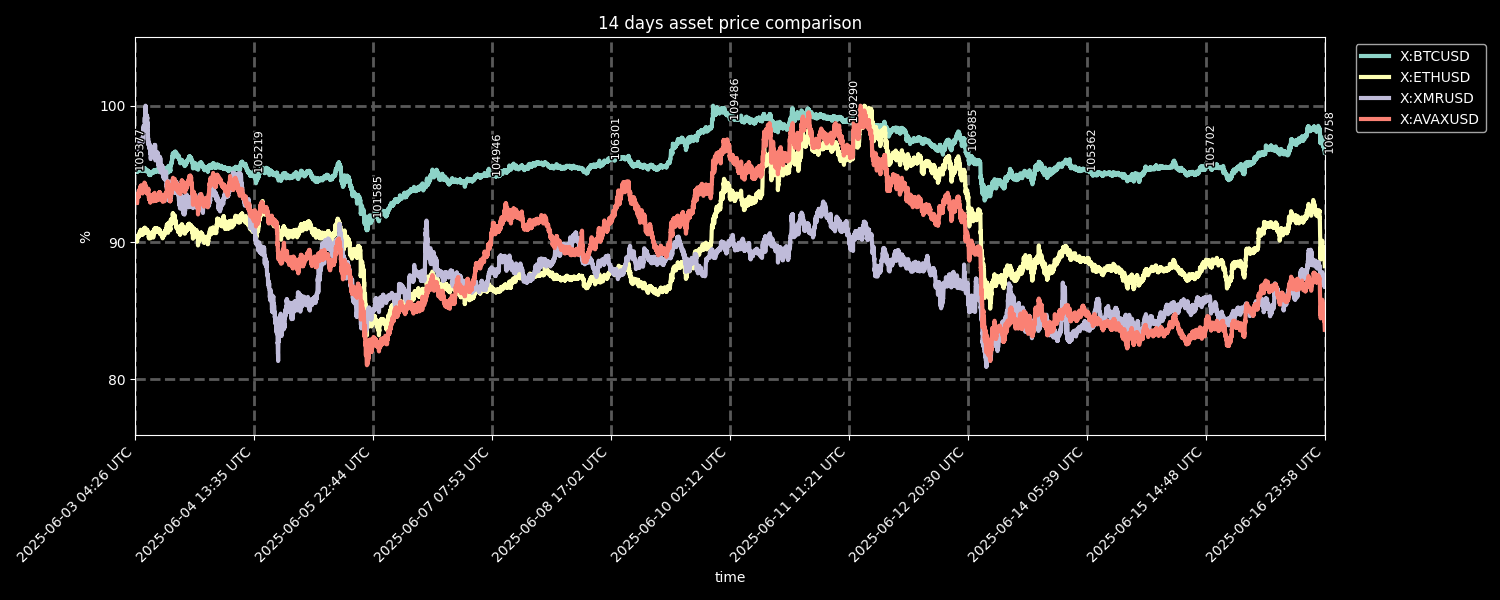 14 days asset price comparison
X:BTCUSD
X:ETHUSD
X:XMRUSD
X:AVAXUSD
%
100
90
80
105219
101585
104946
106301
109486
109290
106985
105362
105702
106758
2025-06-03 04:26 UTC
2025-06-04 13:35 UTC
2025-06-05 22:44 UTC
2025-06-07 07:53 UTC
2025-06-08 17:02 UTC
2025-06-10 02:12 UTC
2025-06-11 11:21 UTC
2025-06-12 20:30 UTC
2025-06-14 05:39 UTC
2025-06-15 14:48 UTC
2025-06-16 23:58 UTC
time